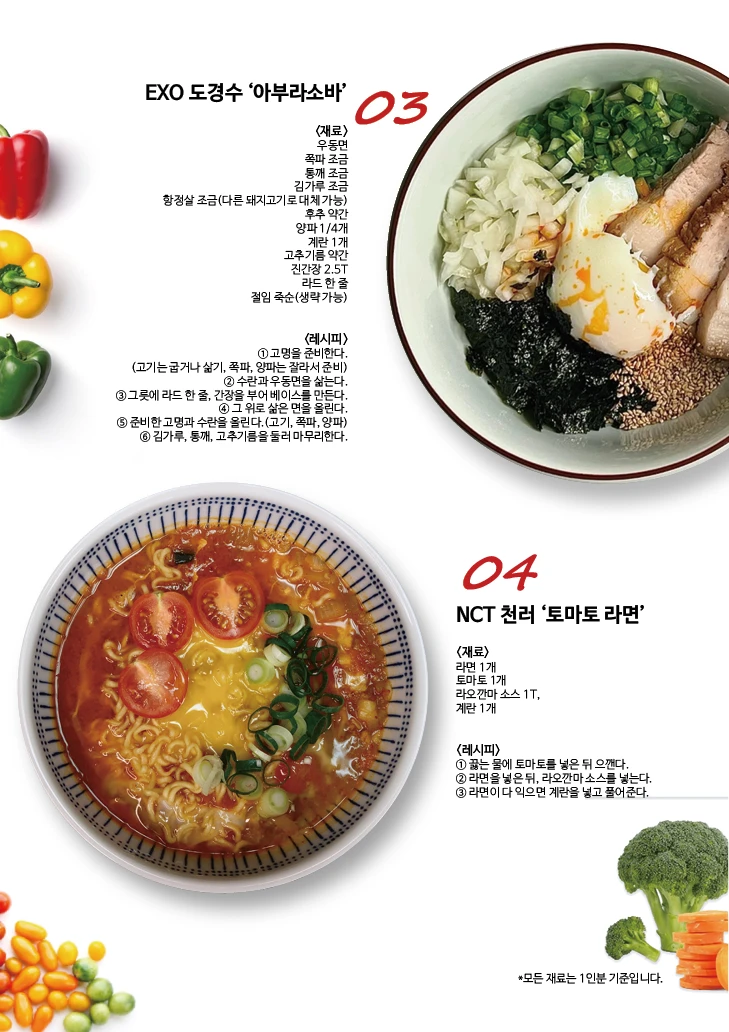 EXO 도경수 ‘아부라소바’
03
<재료>
우동면
쪽파 조금
통깨 조금
김가루 조금
항정살 조금(다른 돼지고기로 대체 가능)
후추 약간
양파 1/4개
계란 1개
고추기름 약간
진간장 2.5T
라드 한 줄
절임 죽순(생략 가능)
<레시피>
① 고명을 준비한다.
(고기는 굽거나 삶기, 쪽파, 양파는 잘라서 준비)
② 수란과 우동면을 삶는다.
③ 그릇에 라드 한 줄, 간장을 부어 베이스를 만든다.
④ 그 위로 삶은 면을 올린다.
⑤ 준비한 고명과 수란을 올린다.(고기, 쪽파, 양파)
⑥ 김가루, 통깨, 고추기름을 둘러 마무리한다.
04
NCT 천러 ‘토마토 라면’
<재료>
라면 1개
토마토 1개
라오깐마 소스 1T,
계란 1개
<레시피>
① 끓는 물에 토마토를 넣은 뒤 으깬다.
② 라면을 넣은 뒤, 라오깐마 소스를 넣는다.
③ 라면이 다 익으면 계란을 넣고 풀어준다.
*모든 재료는 1인분 기준입니다.